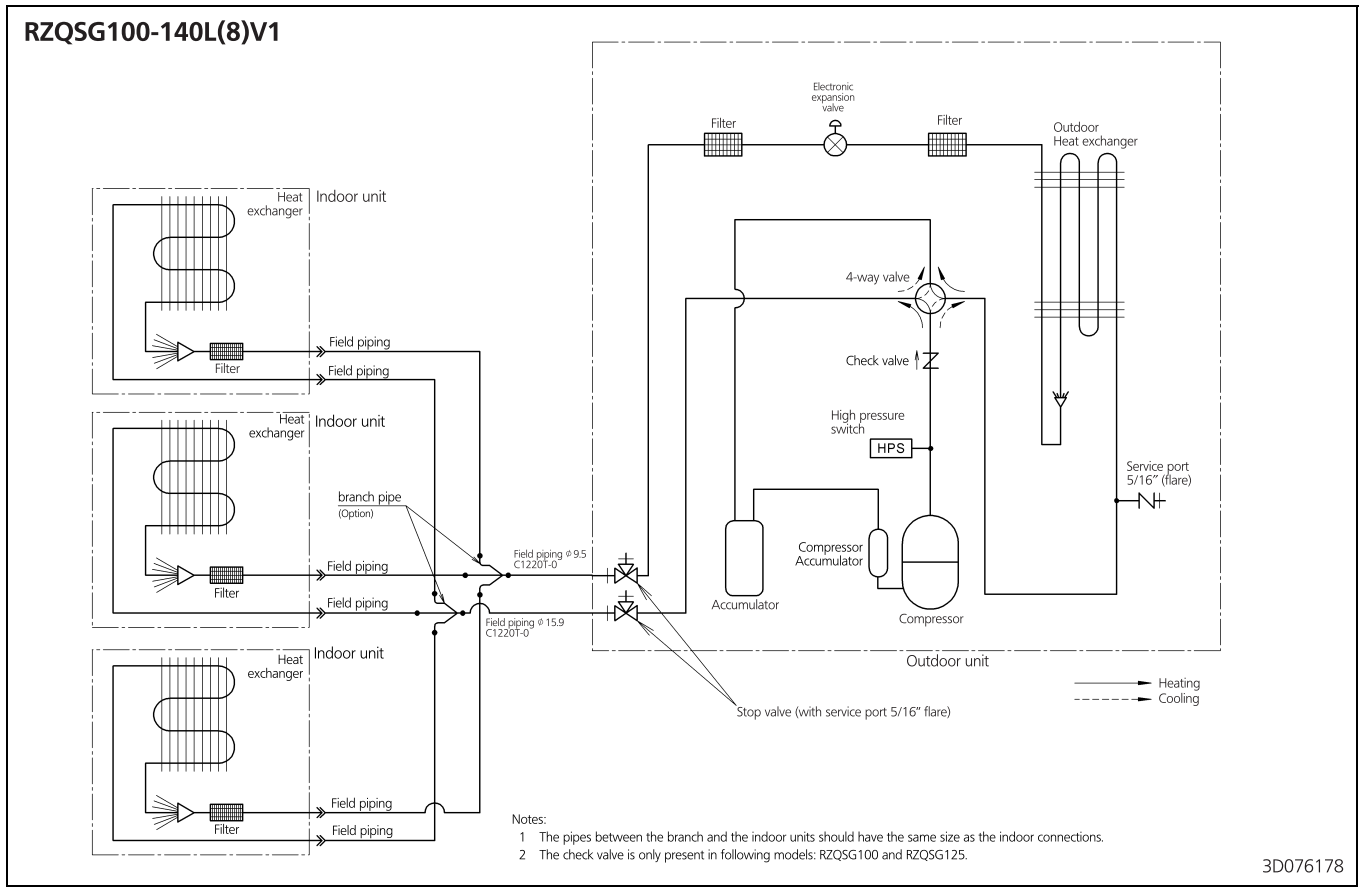 RZQSG100-140L(8)V1
Electronic
expansion
valve
Filter
Filter
Outdoor
Heat exchanger
Heat
exchanger
Indoor unit
4-way valve
Field piping
Filter
Field piping
Check valve
High pressure
switch
HPS
Heat
exchanger
Indoor unit
Service port
5/16" (flare)
branch pipe
(Option)
Field piping ϕ 9.5
C1220T-0
Compressor
Accumulator
Field piping
Filter
Field piping
Accumulator
Compressor
Field piping ϕ 15.9
C1220T-0
Heat
exchanger
Indoor unit
Outdoor unit
Heating
Cooling
Stop valve (with service port 5/16" flare)
Field piping
Filter
Field piping
Notes:
1 The pipes between the branch and the indoor units should have the same size as the indoor connections.
2 The check valve is only present in following models: RZQSG100 and RZQSG125.
3D076178